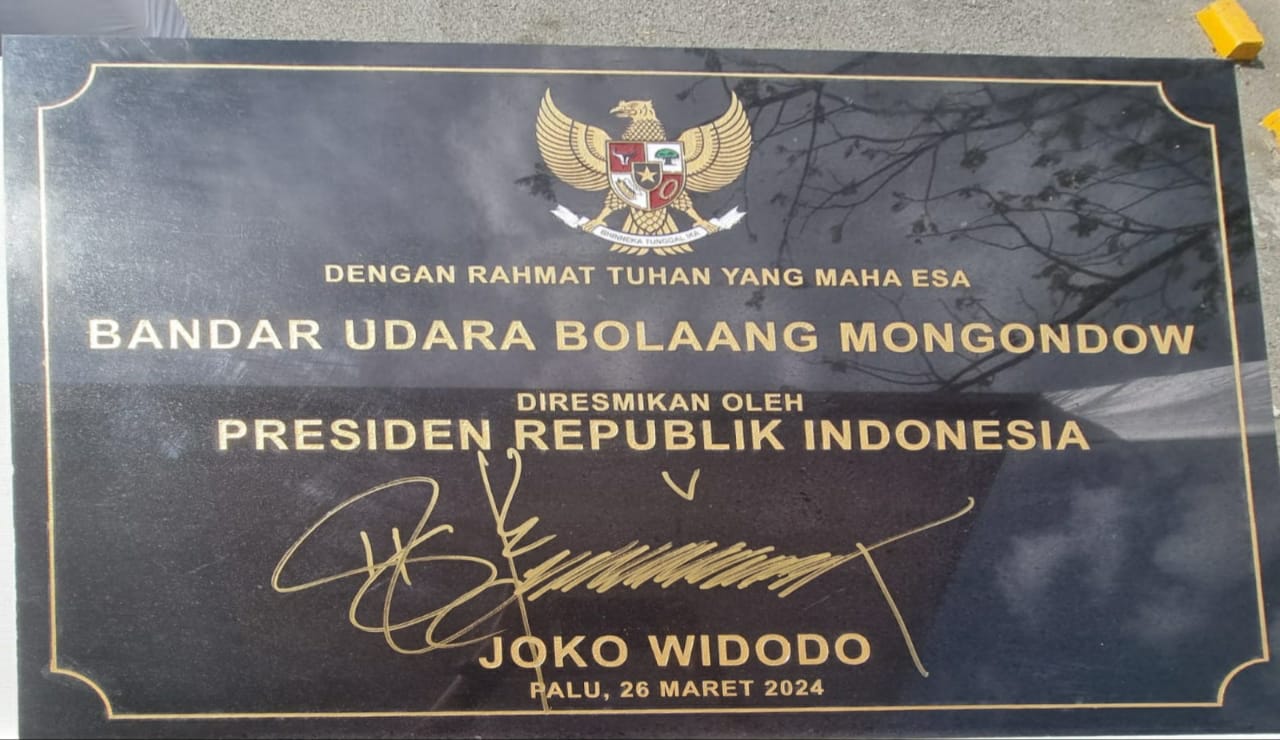 BHINNEKA TUNGGAL IKA
DENGAN RAHMAT TUHAN YANG MAHA ESA
BANDAR UDARA BOLAANG MONGONDOW
DIRESMIKAN OLEH
PRESIDEN REPUBLIK INDONESIA
JOKO WIDODO
PALU, 26 MARET 2024